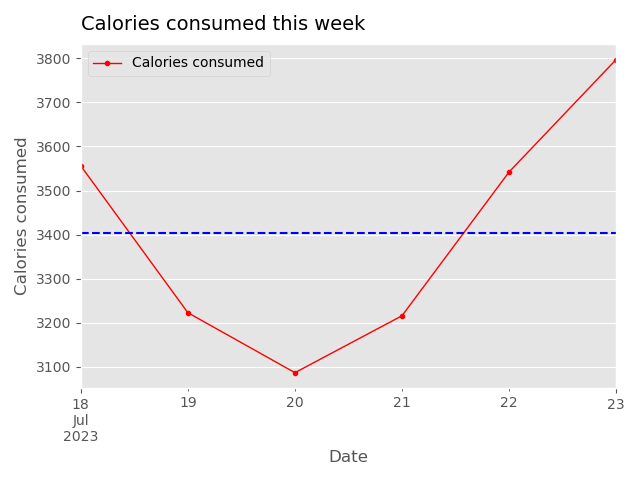 Calories consumed this week
Calories consumed
3800
3700
3600
3500
3400
3300
3200
3100
Calories consumed
18 19 20 21 22 23
Jul
2023
Date